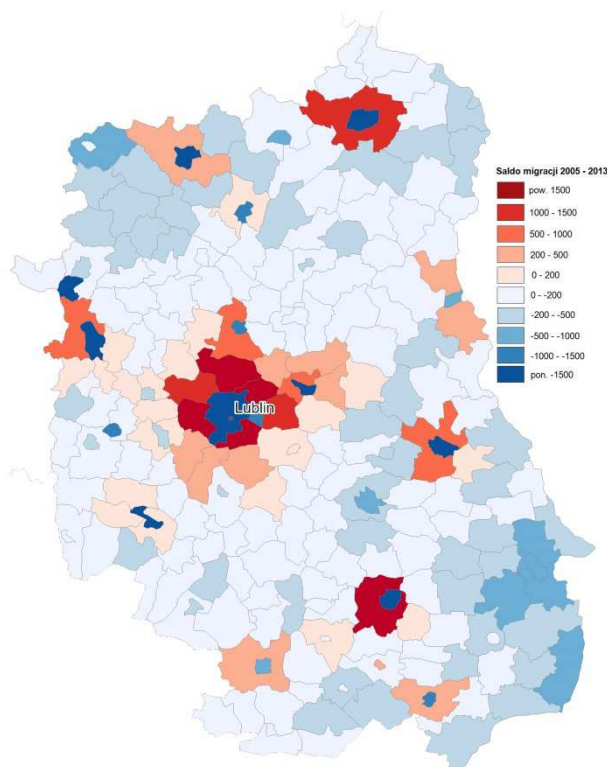 Saldo migracji 2005 - 2013
pow. 1500
1000 - 1500
500 - 1000
200 - 500
0 - 200
0 - -200
-200 - -500
-500 - -1000
-1000 - -1500
pon. -1500
Lublin